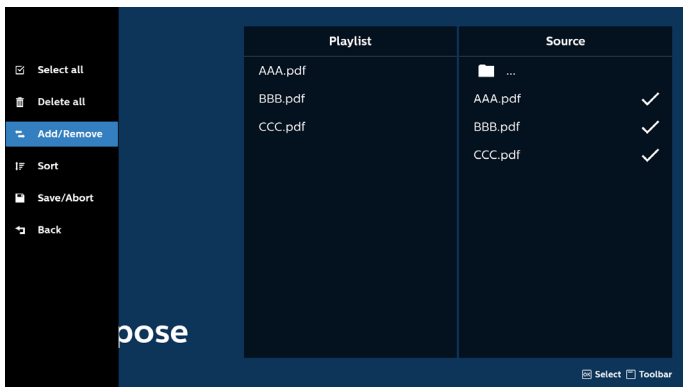 Select all
Delete all
Add/Remove
Sort
Save/Abort
Back
pose
Playlist
AAA.pdf
BBB.pdf
CCC.pdf
Source
...
AAA.pdf
BBB.pdf
CCC.pdf
OK Select Toolbar